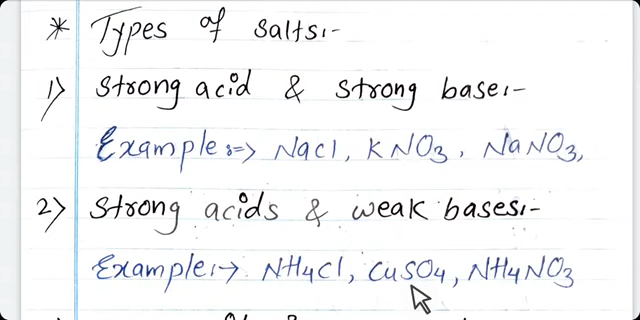 * Types of salts:-
1) Strong acid & strong base:-
Example:=> NaCl, KNO3, NaNO3,
2) Strong acids & weak bases:-
Example:-> NH4Cl, CuSO4, NH4NO3